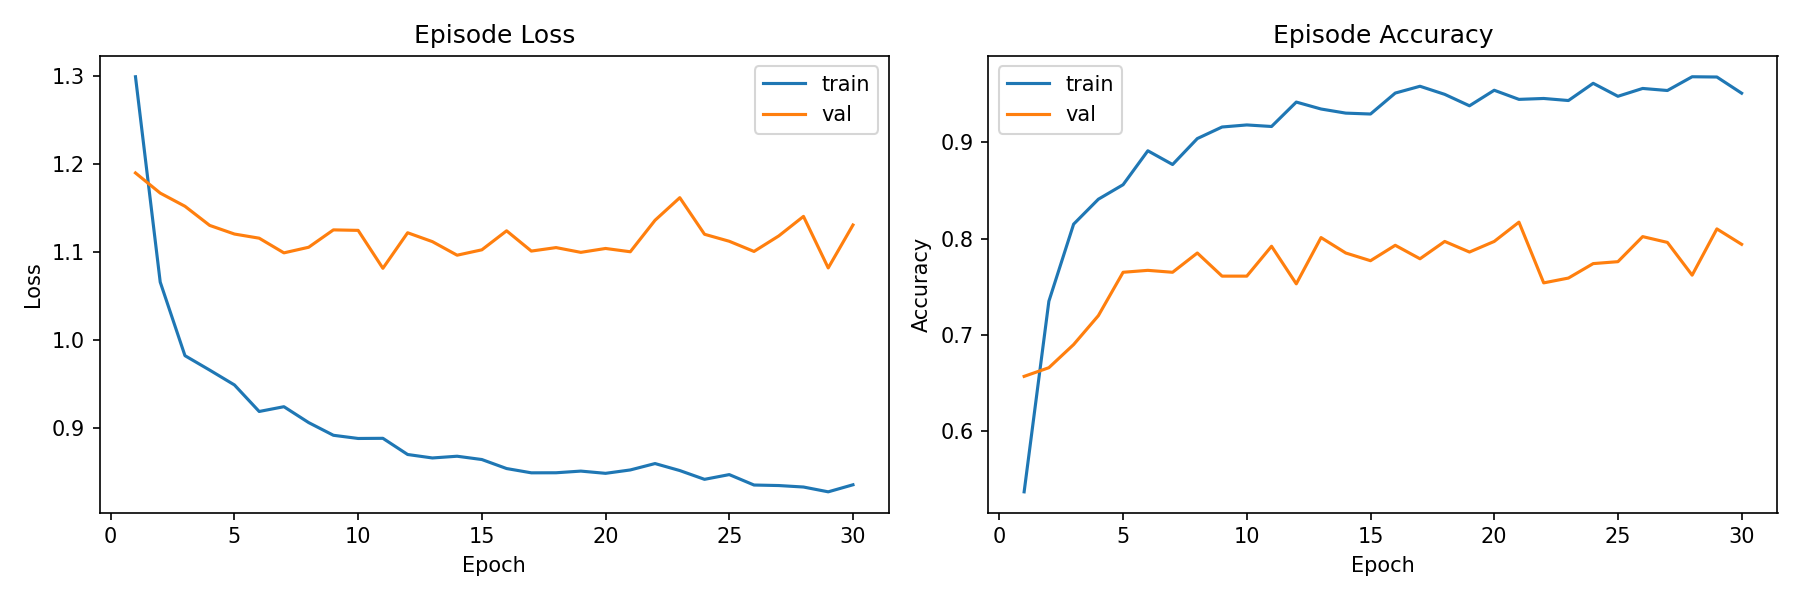 Episode Loss
1.3
1.2
1.1
1.0
0.9
Loss
train
val
0 5 10 15 20 25 30
Epoch
Episode Accuracy
0.9
0.8
0.7
0.6
Accuracy
train
val
0 5 10 15 20 25 30
Epoch